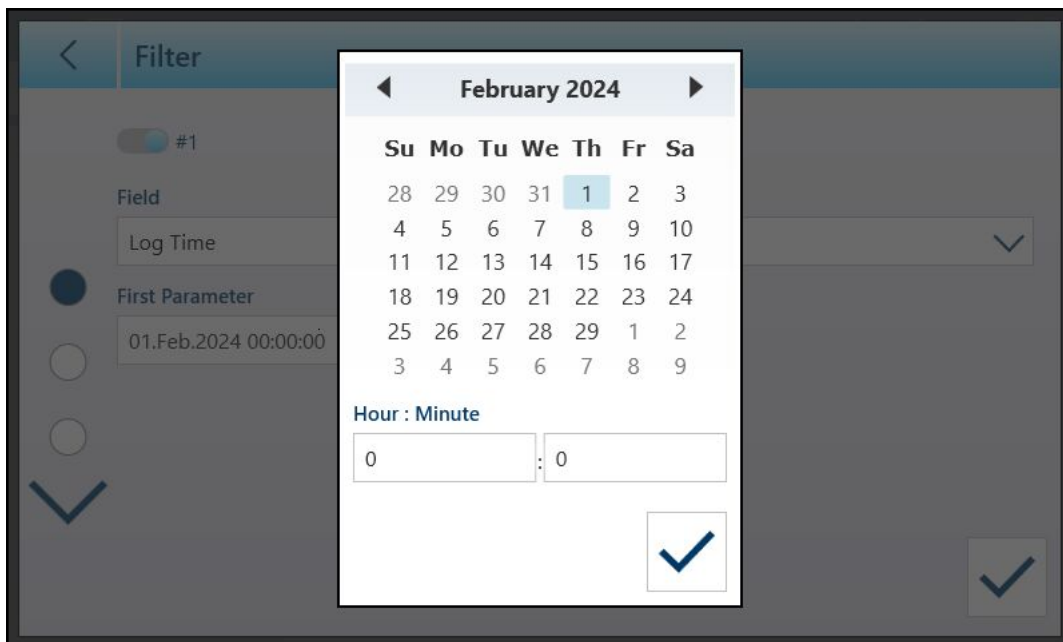 Filter
#1
Field
Log Time
First Parameter
01.Feb.2024 00:00:00
February 2024
Su Mo Tu We Th Fr Sa
28 29 30 31 1 2 3
4 5 6 7 8 9 10
11 12 13 14 15 16 17
18 19 20 21 22 23 24
25 26 27 28 29 1 2
3 4 5 6 7 8 9
Hour : Minute
0 : 0